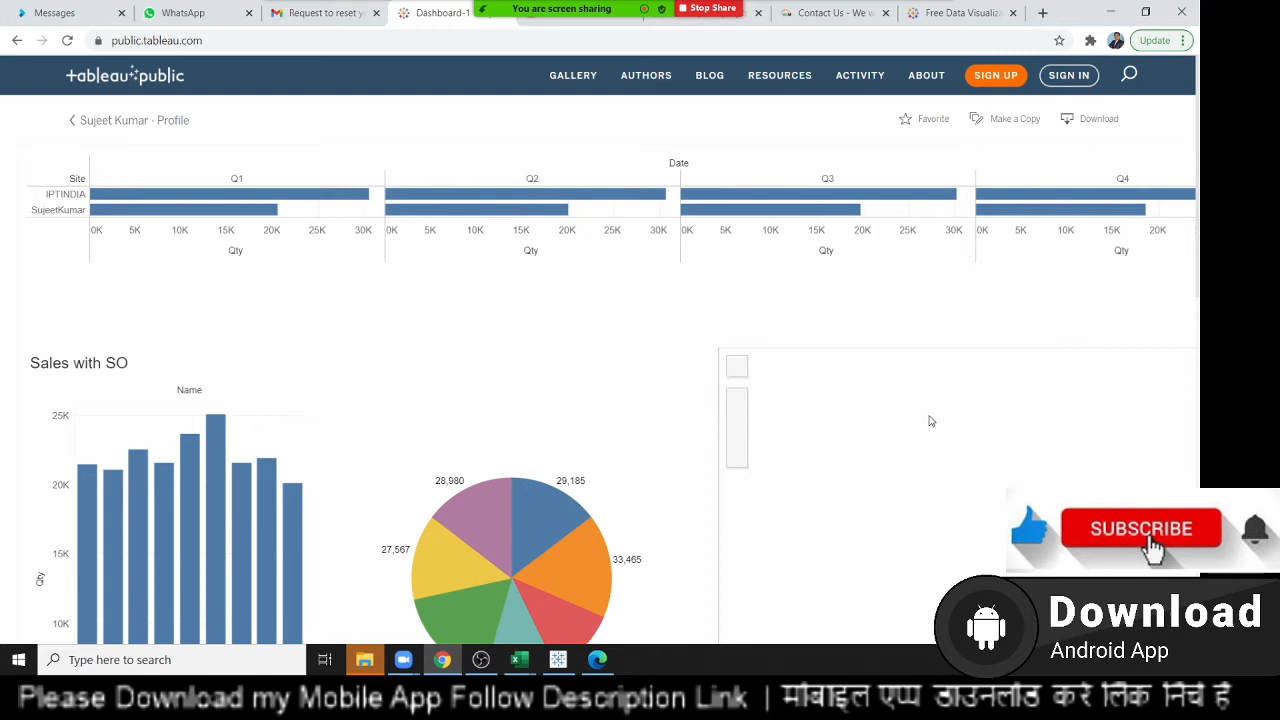 Messages
WhatsApp
Request to reset y
Dashboard-1
You are screen sharing
Stop Share
Contact Us - We w
Free Data Visualiza
public.tableau.com
Update
+ableau+public
GALLERY
AUTHORS
BLOG
RESOURCES
ACTIVITY
ABOUT
SIGN UP
SIGN IN
Sujeet Kumar - Profile
Favorite
Make a Copy
Download
Date
Site
Q1
Q2
Q3
Q4
IPTINDIA
SujeetKumar
0K 5K 10K 15K 20K 25K 30K
0K 5K 10K 15K 20K 25K 30K
0K 5K 10K 15K 20K 25K 30K
0K 5K 10K 15K 20K
Qty
Qty
Qty
Qty
Sales with SO
Name
25K
20K
15K
10K
Qty
28,980
29,185
27,567
33,465
SUBSCRIBE
Download
Android App
Type here to search
Please Download my Mobile App Follow Description Link | मोबाइल एप्प डाउनलोड करे लिंक निचे है